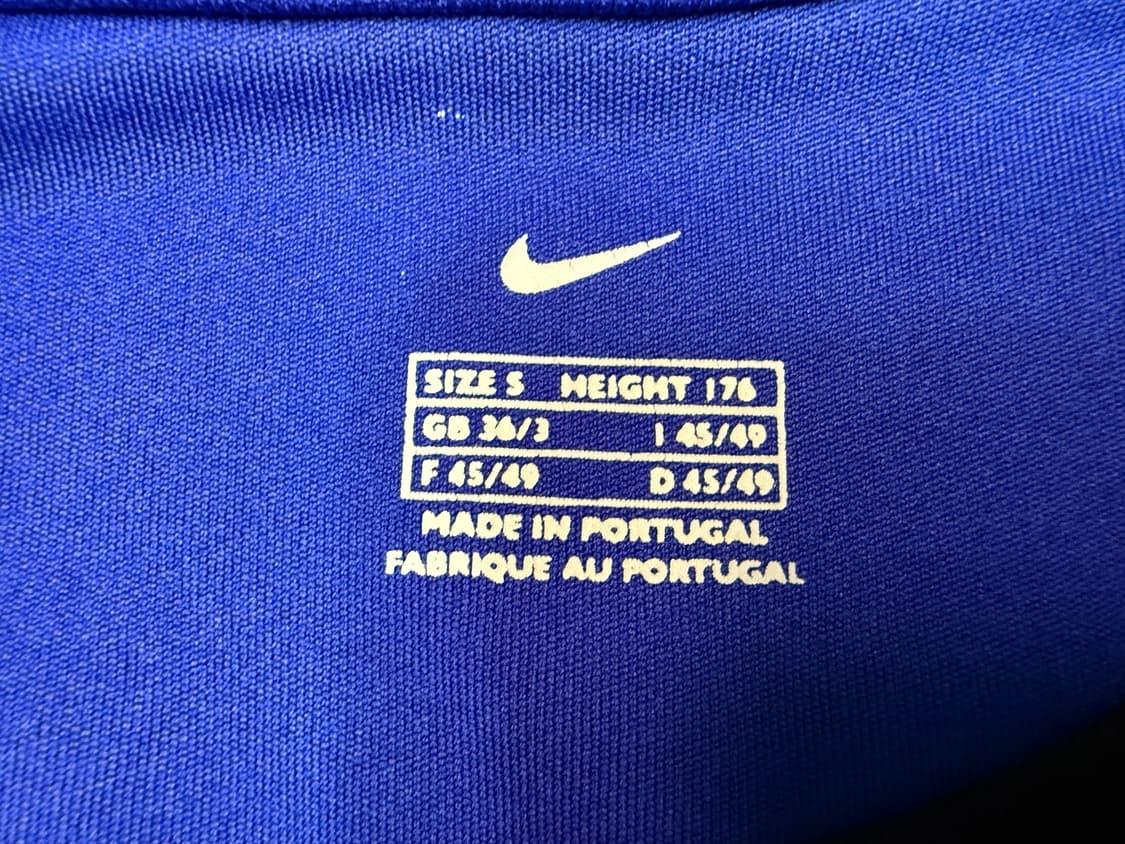 SIZE S HEIGHT 176
GB 36/3 I 45/49
F 45/49 D 45/49
MADE IN PORTUGAL
FABRIQUE AU PORTUGAL